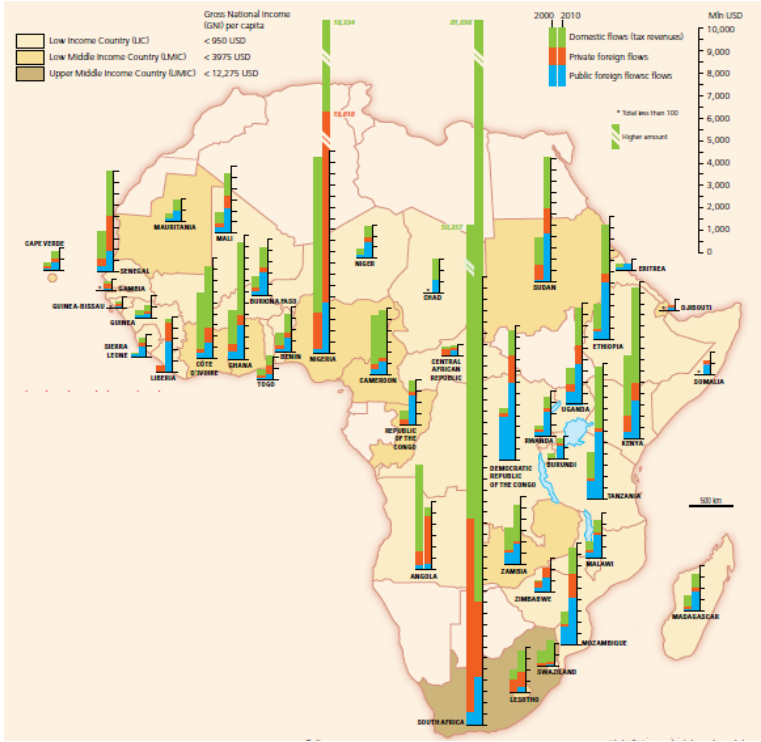 Gross National Income
(GNI) per capita
Low Income Country (LIC) < 950 USD
Low Middle Income Country (LMIC) < 3975 USD
Upper Middle Income Country (UMIC) < 12,275 USD
2000 2010
Domestic flows (tax revenues)
Private foreign flows
Public foreign flowsc flows
* Total less than 100
Higher amount
Mln USD
10,000
9,000
8,000
7,000
6,000
5,000
4,000
3,000
2,000
1,000
0
CAPE VERDE
MAURITANIA
MALI
SENEGAL
* GAMBIA
GUINEA-BISSAU
GUINEA
SIERRA
LEONE
LIBERIA
CÔTE
D'IVOIRE
GHANA
BURKINA FASO
TOGO
BENIN
NIGERIA
NIGER
*
CHAD
CAMEROON
CENTRAL
AFRICAN
REPUBLIC
REPUBLIC
OF THE
CONGO
SUDAN
ERITREA
* DJIBOUTI
ETHIOPIA
*
SOMALIA
UGANDA
KENYA
RWANDA
BURUNDI
DEMOCRATIC
REPUBLIC
OF THE CONGO
TANZANIA
500 km
ANGOLA
ZAMBIA
MALAWI
ZIMBABWE
MOZAMBIQUE
MADAGASCAR
SWAZILAND
LESOTHO
SOUTH AFRICA